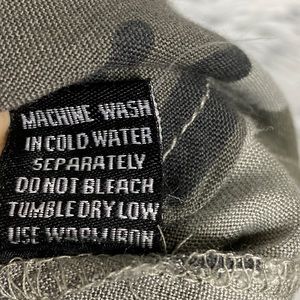 MACHINE WASH
IN COLD WATER
SEPARATELY
DO NOT BLEACH
TUMBLE DRY LOW
USE WARM IRON